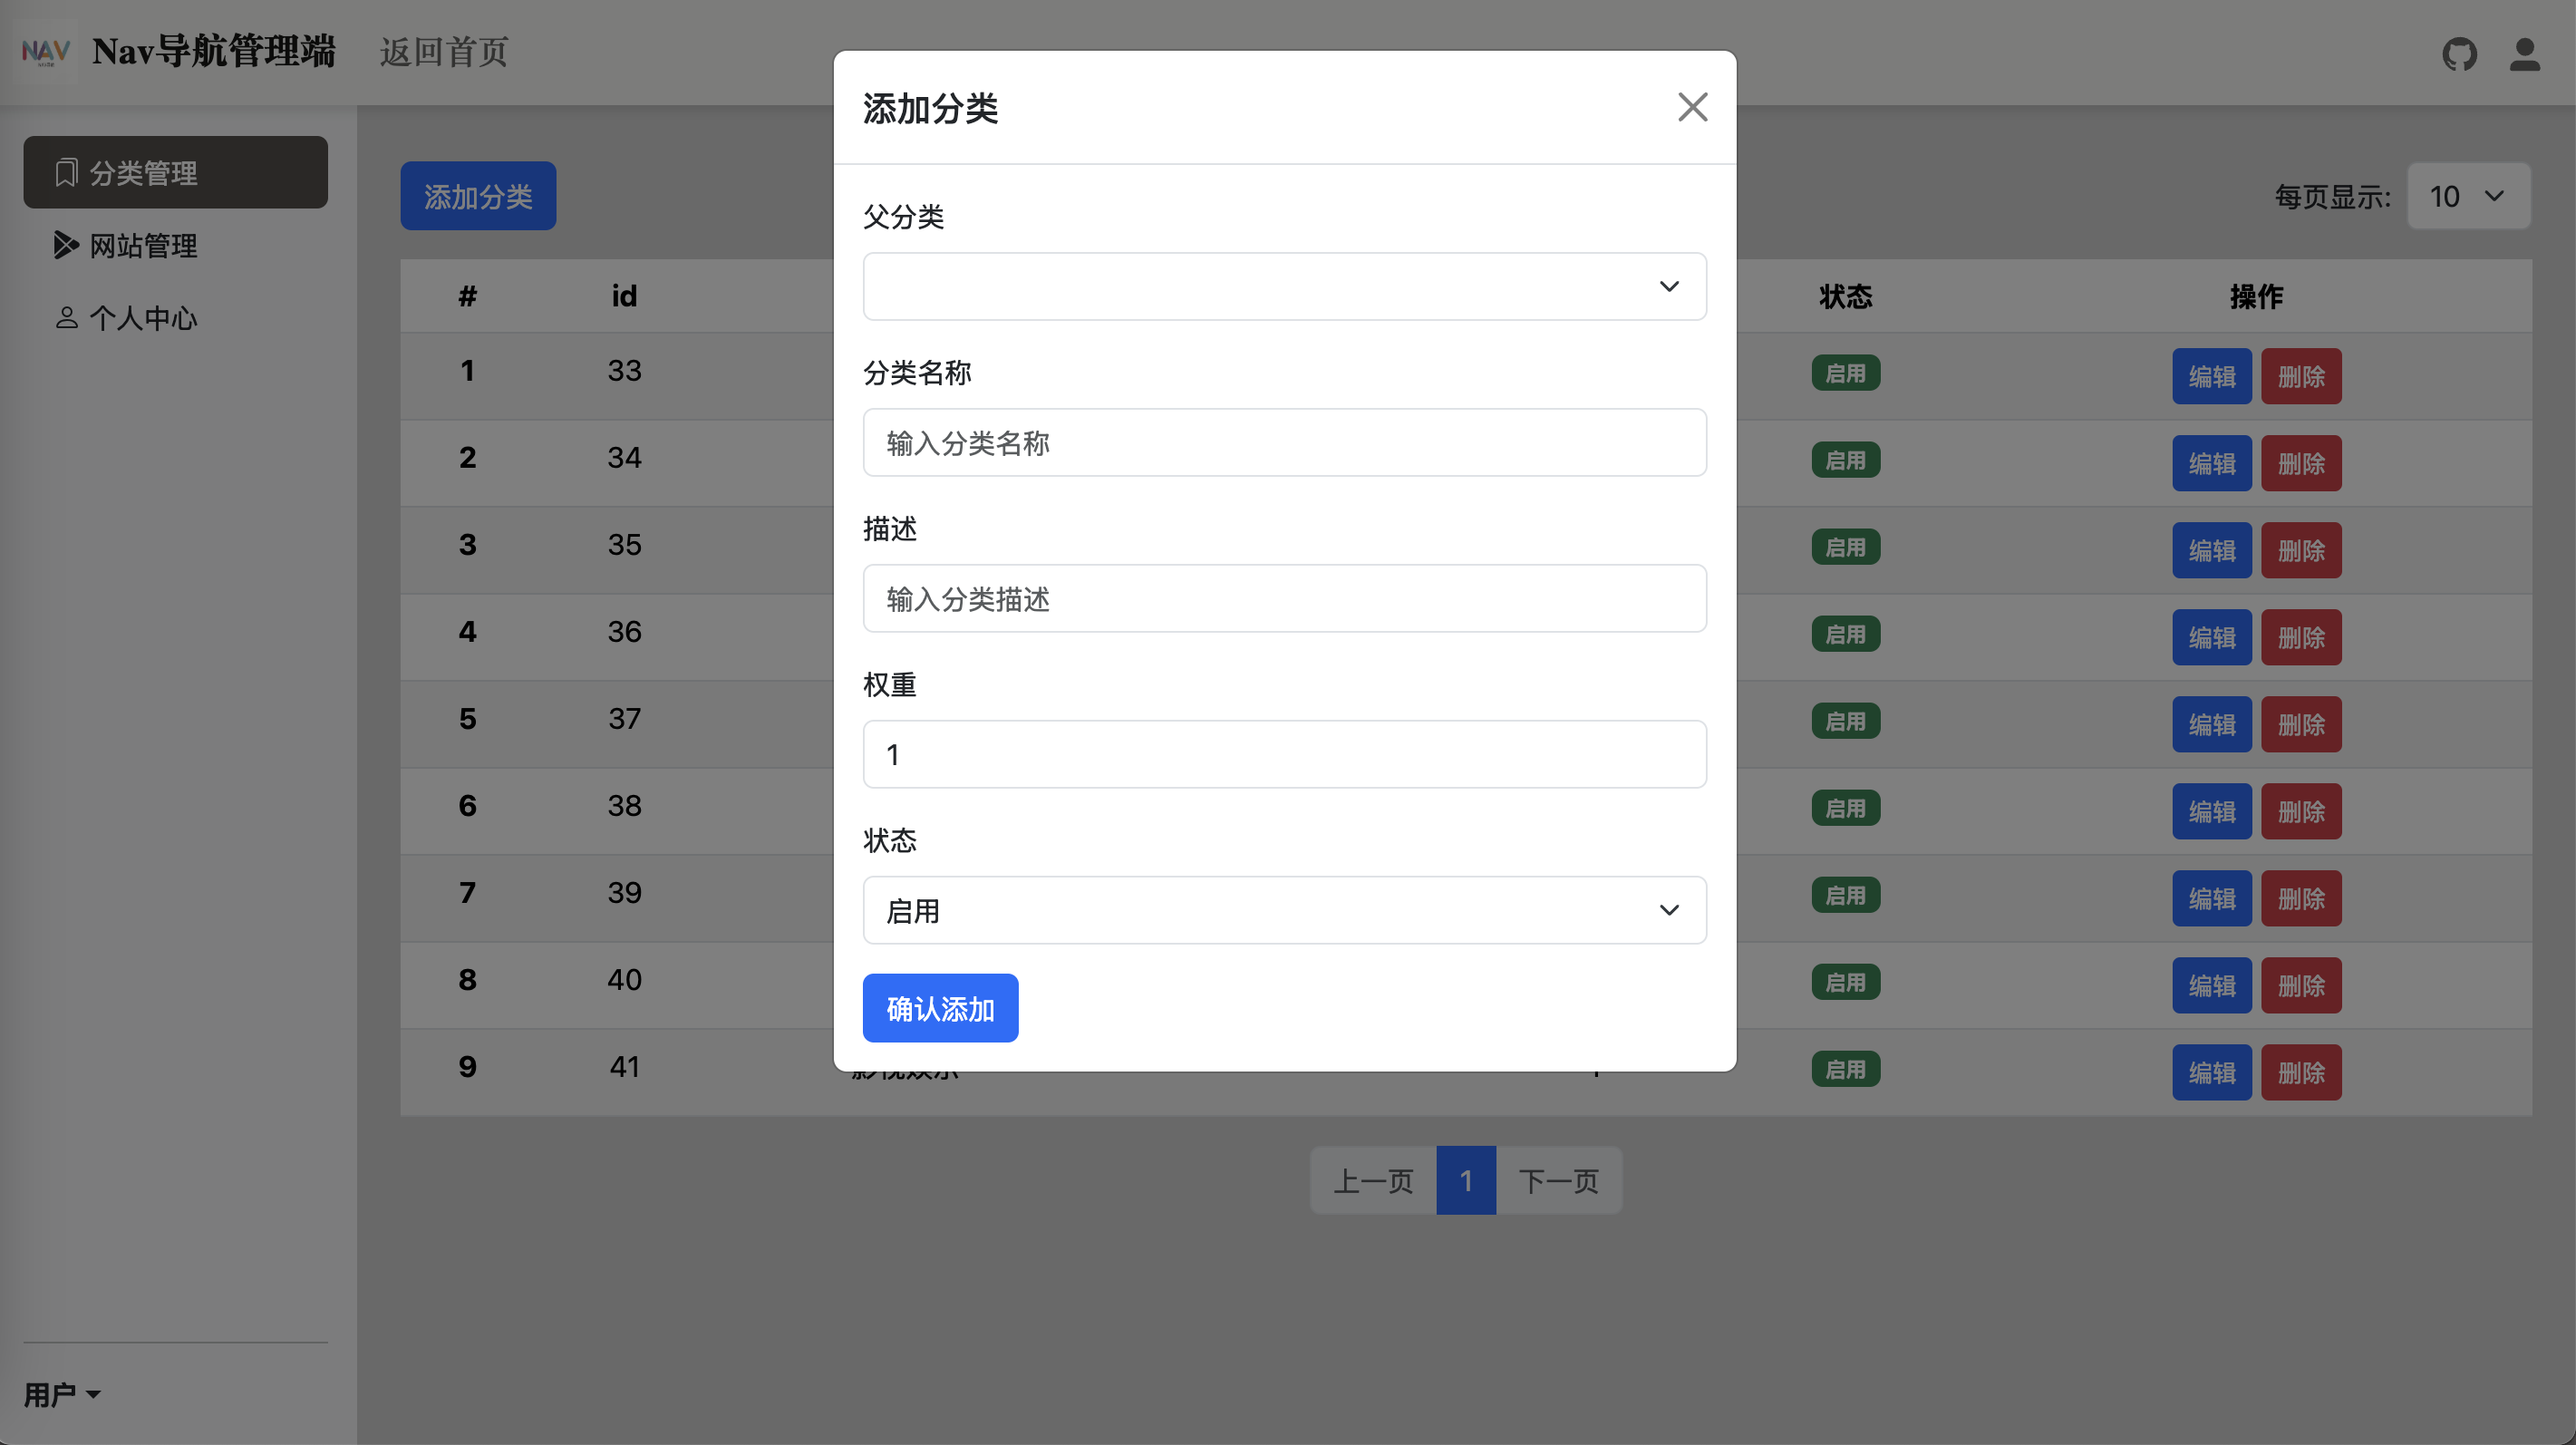 NAV
Nav导航管理端 返回首页
分类管理
网站管理
个人中心
用户
添加分类
每页显示: 10
# id 状态 操作
1 33 启用 编辑 删除
2 34 启用 编辑 删除
3 35 启用 编辑 删除
4 36 启用 编辑 删除
5 37 启用 编辑 删除
6 38 启用 编辑 删除
7 39 启用 编辑 删除
8 40 启用 编辑 删除
9 41 影视娱乐 1 启用 编辑 删除
上一页 1 下一页
添加分类
父分类
分类名称
输入分类名称
描述
输入分类描述
权重
1
状态
启用
确认添加